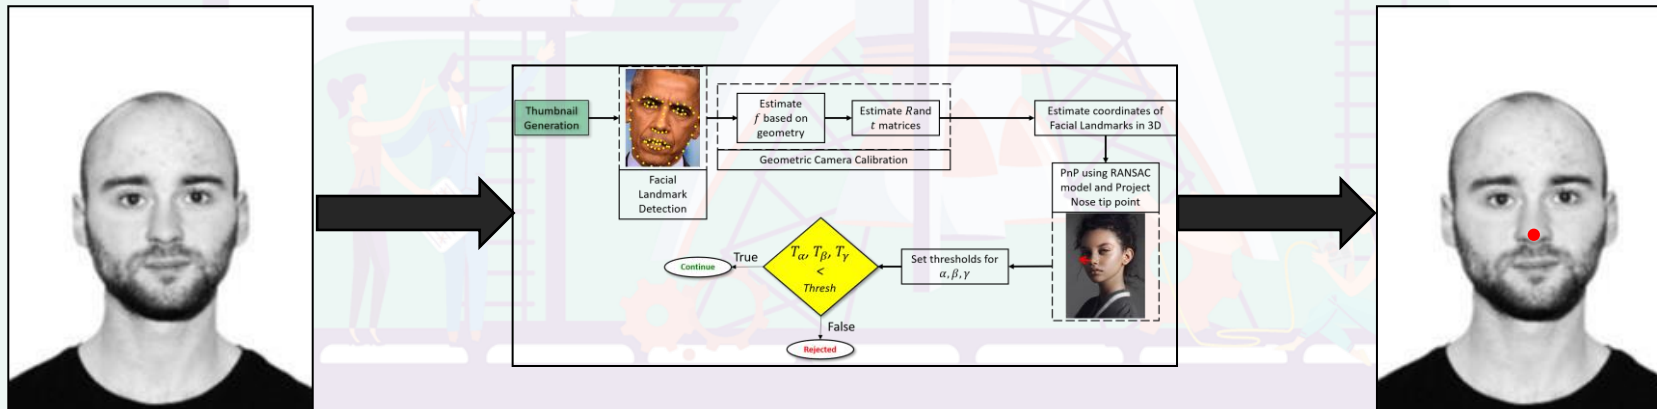 Thumbnail
Generation
Facial
Landmark
Detection
Estimate
f based on
geometry
Estimate Rand
t matrices
Geometric Camera Calibration
Estimate coordinates of
Facial Landmarks in 3D
PnP using RANSAC
model and Project
Nose tip point
Set thresholds for
α, β, γ
Tα, Tβ, Tγ
<
Thresh
True
Continue
False
Rejected